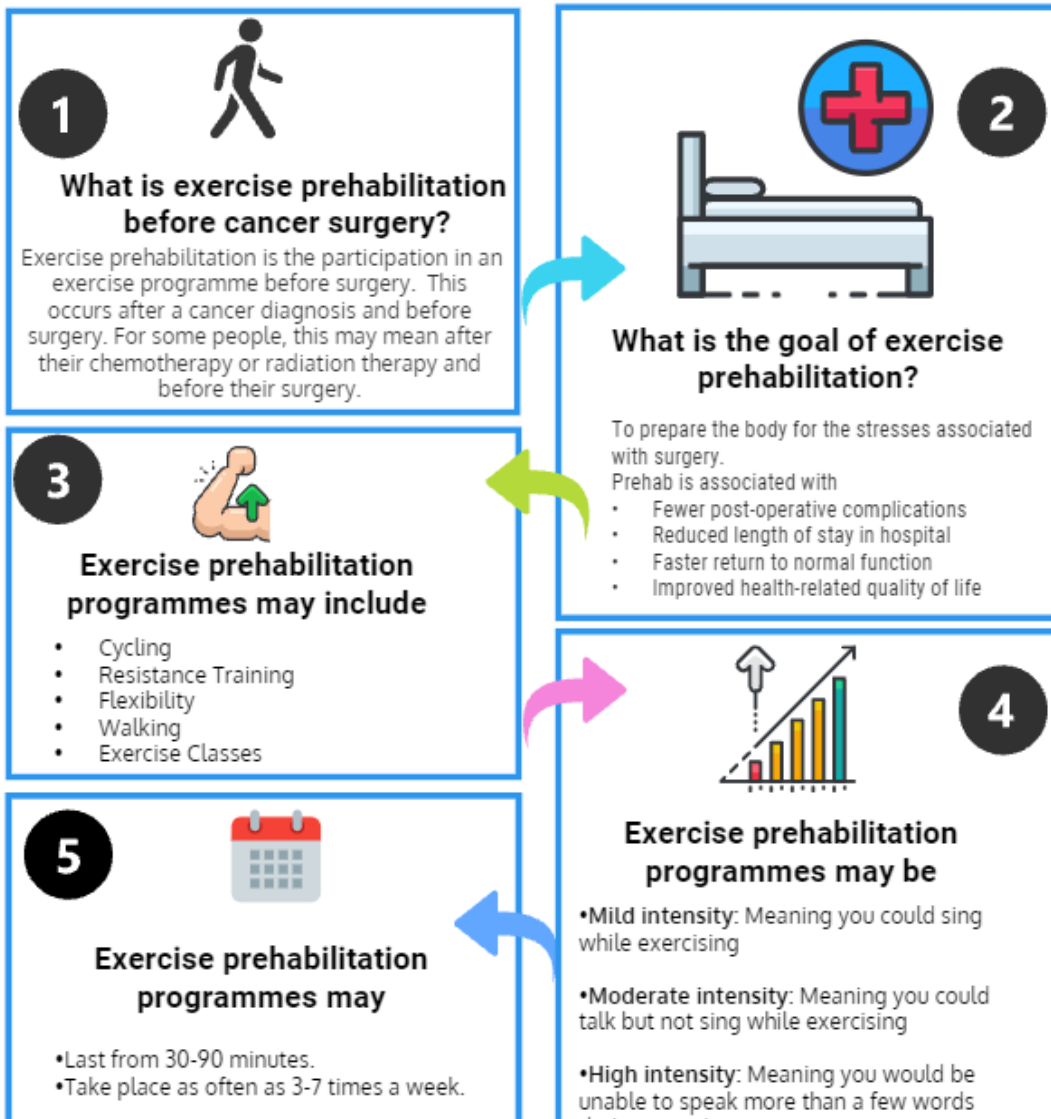 1
What is exercise prehabilitation
before cancer surgery?
Exercise prehabilitation is the participation in an
exercise programme before surgery. This
occurs after a cancer diagnosis and before
surgery. For some people, this may mean after
their chemotherapy or radiation therapy and
before their surgery.
2
What is the goal of exercise
prehabilitation?
To prepare the body for the stresses associated
with surgery.
Prehab is associated with
• Fewer post-operative complications
• Reduced length of stay in hospital
• Faster return to normal function
• Improved health-related quality of life
3
Exercise prehabilitation
programmes may include
• Cycling
• Resistance Training
• Flexibility
• Walking
• Exercise Classes
4
Exercise prehabilitation
programmes may be
•Mild intensity: Meaning you could sing
while exercising
•Moderate intensity: Meaning you could
talk but not sing while exercising
•High intensity: Meaning you would be
unable to speak more than a few words
5
Exercise prehabilitation
programmes may
•Last from 30-90 minutes.
•Take place as often as 3-7 times a week.